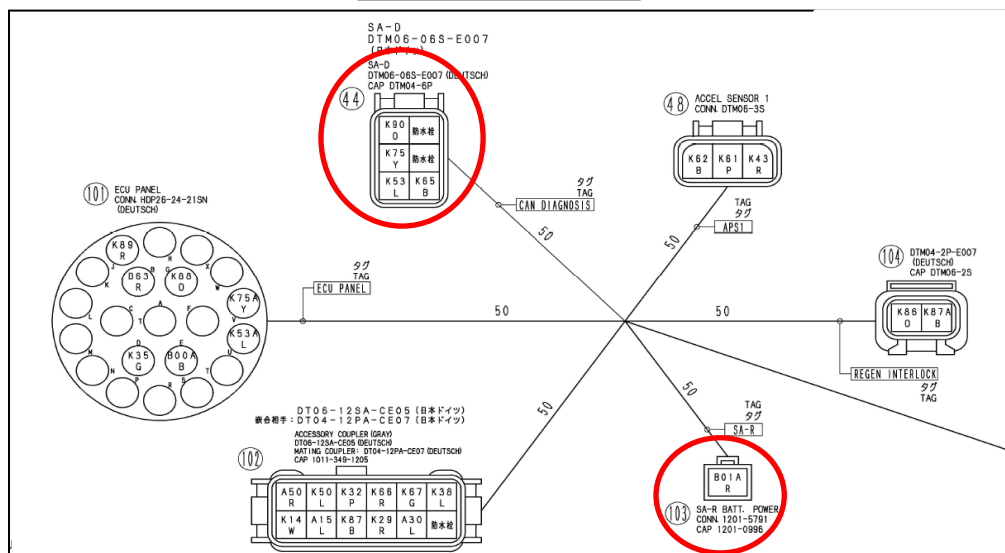 SA-D
DTM06-06S-E007
SA-D
DTM06-06S-E007 (DEUTSCH)
CAP DTM04-6P
44
K90
O
防水栓
K75
Y
防水栓
K53
L
K65
B
タグ
TAG
CAN DIAGNOSIS
50
48
ACCEL SENSOR 1
CONN. DTM06-3S
K62
B
K61
P
K43
R
TAG
タグ
APS1
50
101
ECU PANEL
CONN. HDP26-24-21SN
(DEUTSCH)
K89
R
B63
R
K88
O
K75A
Y
K53A
L
K35
G
B00A
B
A
B
C
D
E
F
G
H
J
K
L
M
N
P
R
S
T
T
U
V
W
X
タグ
TAG
ECU PANEL
50
50
104
DTM04-2P-E007
(DEUTSCH)
CAP DTM06-2S
K86
O
K87A
B
REGEN INTERLOCK
タグ
TAG
50
50
TAG
タグ
SA-R
B01A
R
103
SA-R BATT. POWER
CONN. 1201-5791
CAP 1201-0996
DT06-12SA-CE05 (日本ドイツ)
嵌合相手:DT04-12PA-CE07 (日本ドイツ)
ACCESSORY COUPLER (GRAY)
DT06-12SA-CE05 (DEUTSCH)
MATING COUPLER: DT04-12PA-CE07 (DEUTSCH)
CAP 1011-349-1205
102
A50
R
K50
L
K32
P
K66
R
K67
G
K38
L
K14
W
A15
L
K87
B
K29
R
A30
L
防水栓